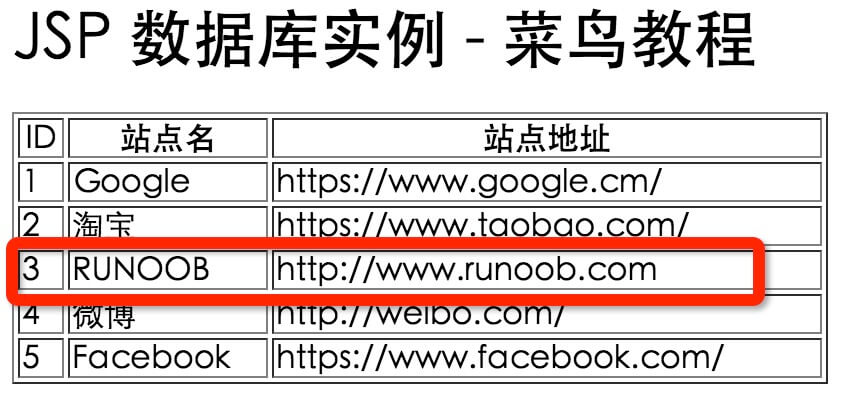 JSP 数据库实例 - 菜鸟教程
ID 站点名 站点地址
1 Google https://www.google.cm/
2 淘宝 https://www.taobao.com/
3 RUNOOB http://www.runoob.com
4 微博 http://weibo.com/
5 Facebook https://www.facebook.com/